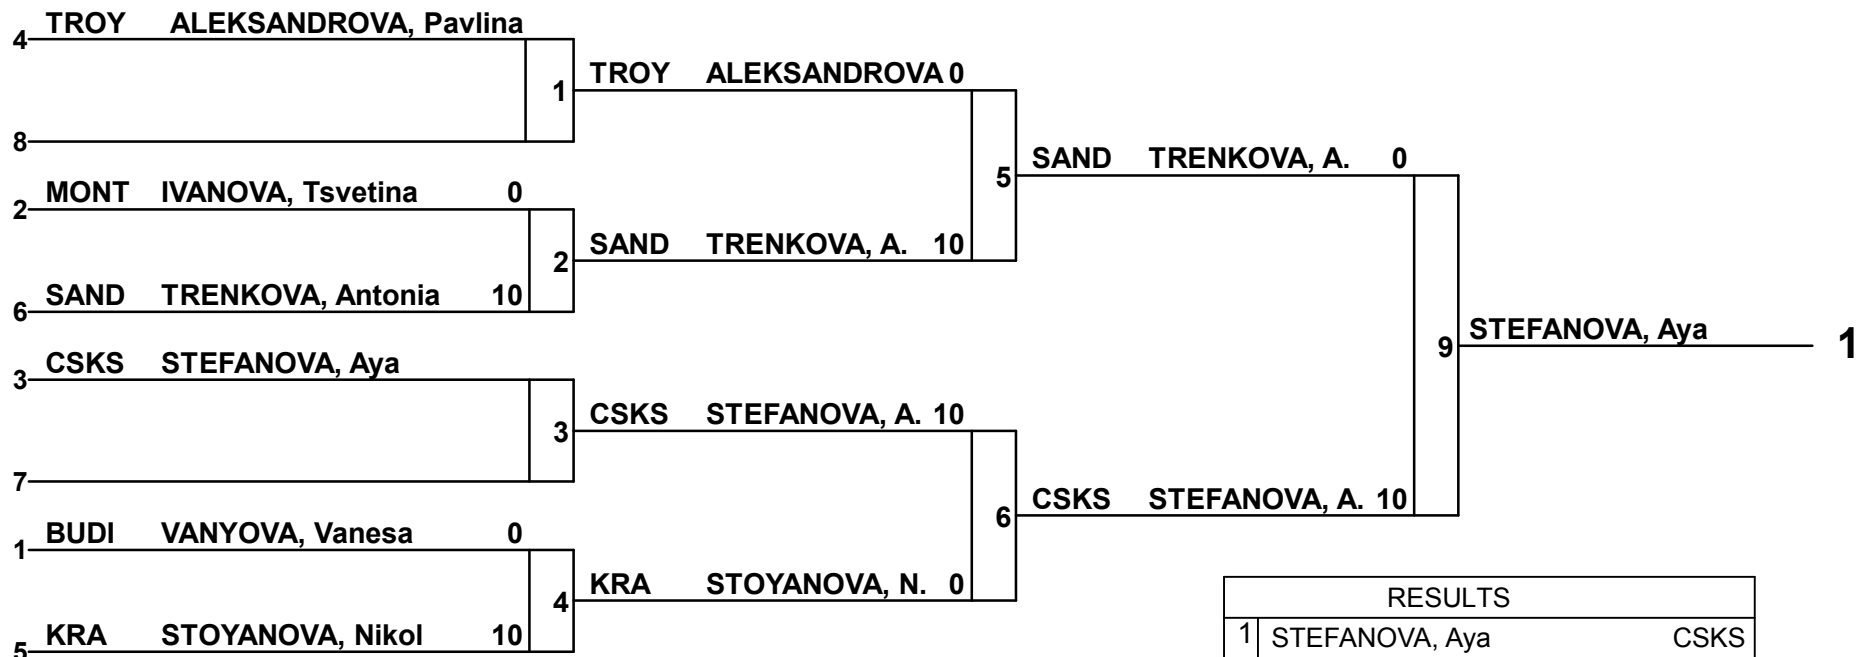 4 TROY ALEKSANDROVA, Pavlina
8
1
TROY ALEKSANDROVA 0
2 MONT IVANOVA, Tsvetina 0
6 SAND TRENKOVA, Antonia 10
2
SAND TRENKOVA, A. 10
5
SAND TRENKOVA, A. 0
3 CSKS STEFANOVA, Aya
7
3
CSKS STEFANOVA, A. 10
1 BUDI VANYOVA, Vanesa 0
5 KRA STOYANOVA, Nikol 10
4
KRA STOYANOVA, N. 0
6
CSKS STEFANOVA, A. 10
9
STEFANOVA, Aya 1
RESULTS
1 STEFANOVA, Aya CSKS